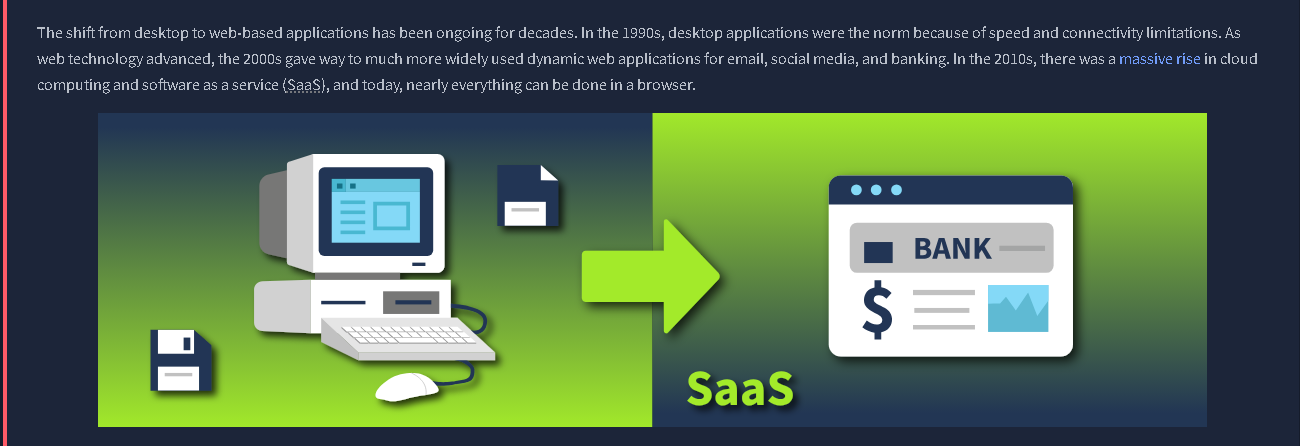 The shift from desktop to web-based applications has been ongoing for decades. In the 1990s, desktop applications were the norm because of speed and connectivity limitations. As
web technology advanced, the 2000s gave way to much more widely used dynamic web applications for email, social media, and banking. In the 2010s, there was a massive rise in cloud
computing and software as a service (SaaS), and today, nearly everything can be done in a browser.
BANK
$
SaaS